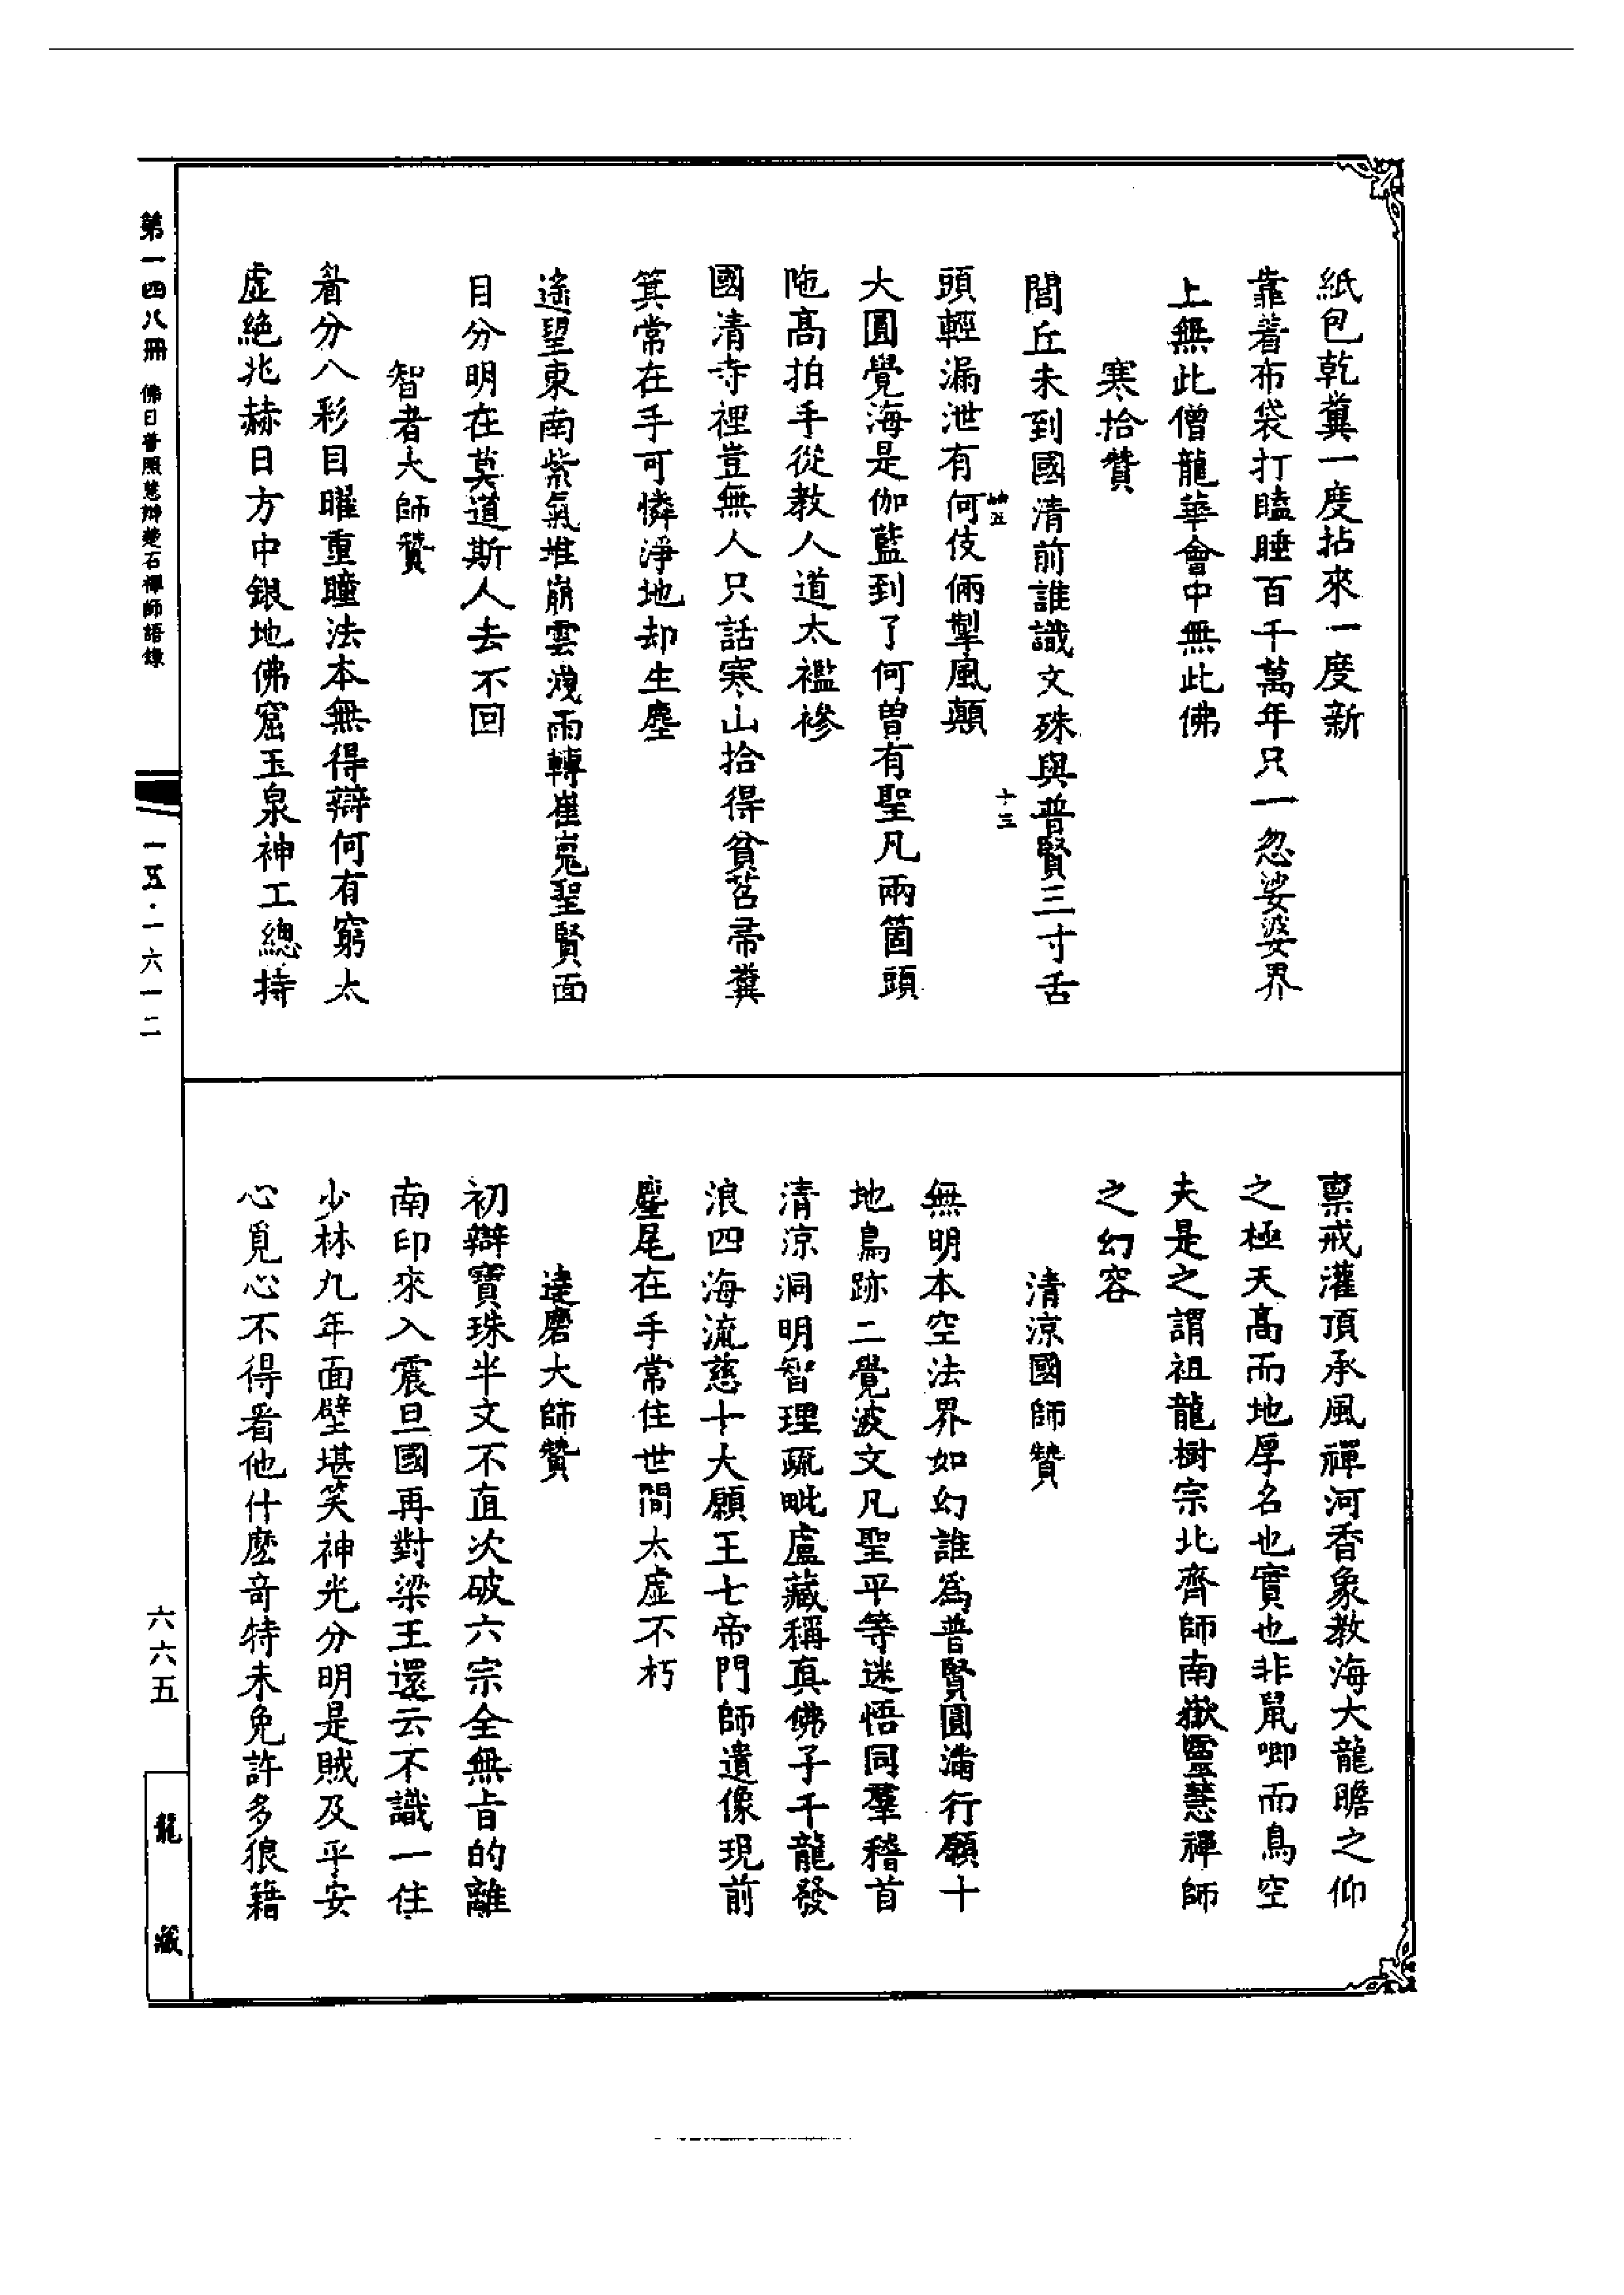 紙包乾糞一度拈來一度新
靠着布袋打瞌睡百千萬年只一忽娑婆界
上無此僧龍華會中無此佛
寒拾贊
閭丘未到國清前誰識文殊與普賢三寸舌
頭輕漏泄有何伎倆掣風顛
十三
大圓覺海是伽藍到了何曾有聖凡兩箇頭
陁高拍手從教人道太襤襂
國清寺裡豈無人只話寒山拾得貧苕帚糞
箕常在手可憐淨地却生塵
遙望東南紫氣堆崩雲洩雨轉崔嵬聖賢面
目分明在莫道斯人去不回
智者大師贊
眉分八彩目曜重瞳法本無得辯何有窮太
虛絶兆赫日方中銀地佛窟玉泉神工總持
稟戒灌頂承風禪河香象教海大龍瞻之仰
之極天高而地厚名也實也非鼠唧而鳥空
夫是之謂祖龍樹宗北齊師南嶽靈慧禪師
之幻容
清涼國師贊
無明本空法界如幻誰爲普賢圓滿行願十
地鳥跡二覺波文凡聖平等迷悟同羣稽首
清涼洞明智理疏毗盧藏稱真佛子千龍發
浪四海流慈十大願王七帝門師遺像現前
麈尾在手常住世間太虛不朽
達磨大師贊
初辯寶珠半文不直次破六宗全無旨的離
南印來入震旦國再對梁王還云不識一住
少林九年面壁堪笑神光分明是賊及乎安
心覓心不得看他什麼奇特未免許多狼籍
第一四八冊 佛日普照慧辯楚石禪師語錄
一五·一六一二
六六五
龍藏